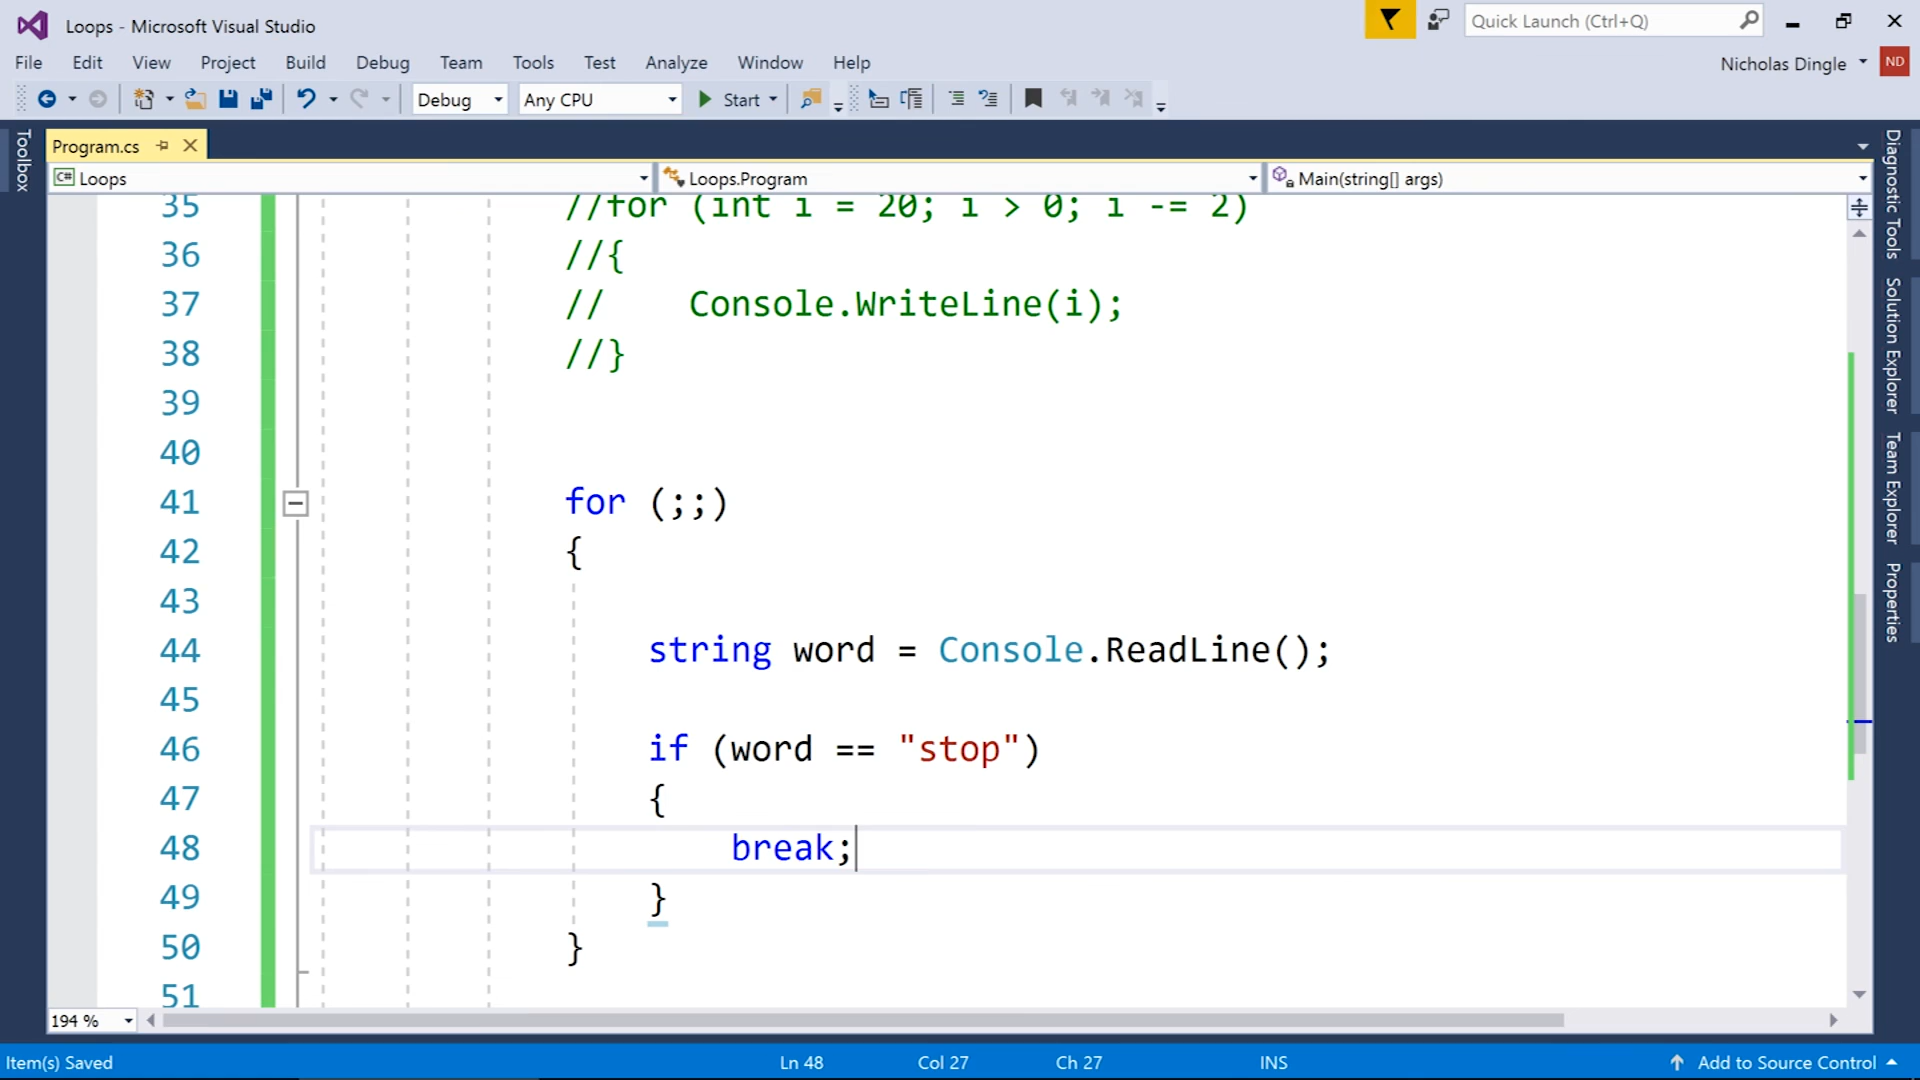 Loops - Microsoft Visual Studio
Quick Launch (Ctrl+Q)
File Edit View Project Build Debug Team Tools Test Analyze Window Help
Nicholas Dingle
ND
Debug Any CPU Start
Toolbox
Program.cs
C# Loops
Loops.Program
Main(string[] args)
35 //for (int i = 20; i > 0; i -= 2)
36 //{
37 //    Console.WriteLine(i);
38 //}
39
40
41 for (;;)
42 {
43
44 string word = Console.ReadLine();
45
46 if (word == "stop")
47 {
48 break;
49 }
50 }
51
Diagnostic Tools
Solution Explorer
Team Explorer
Properties
194 %
Item(s) Saved
Ln 48
Col 27
Ch 27
INS
Add to Source Control